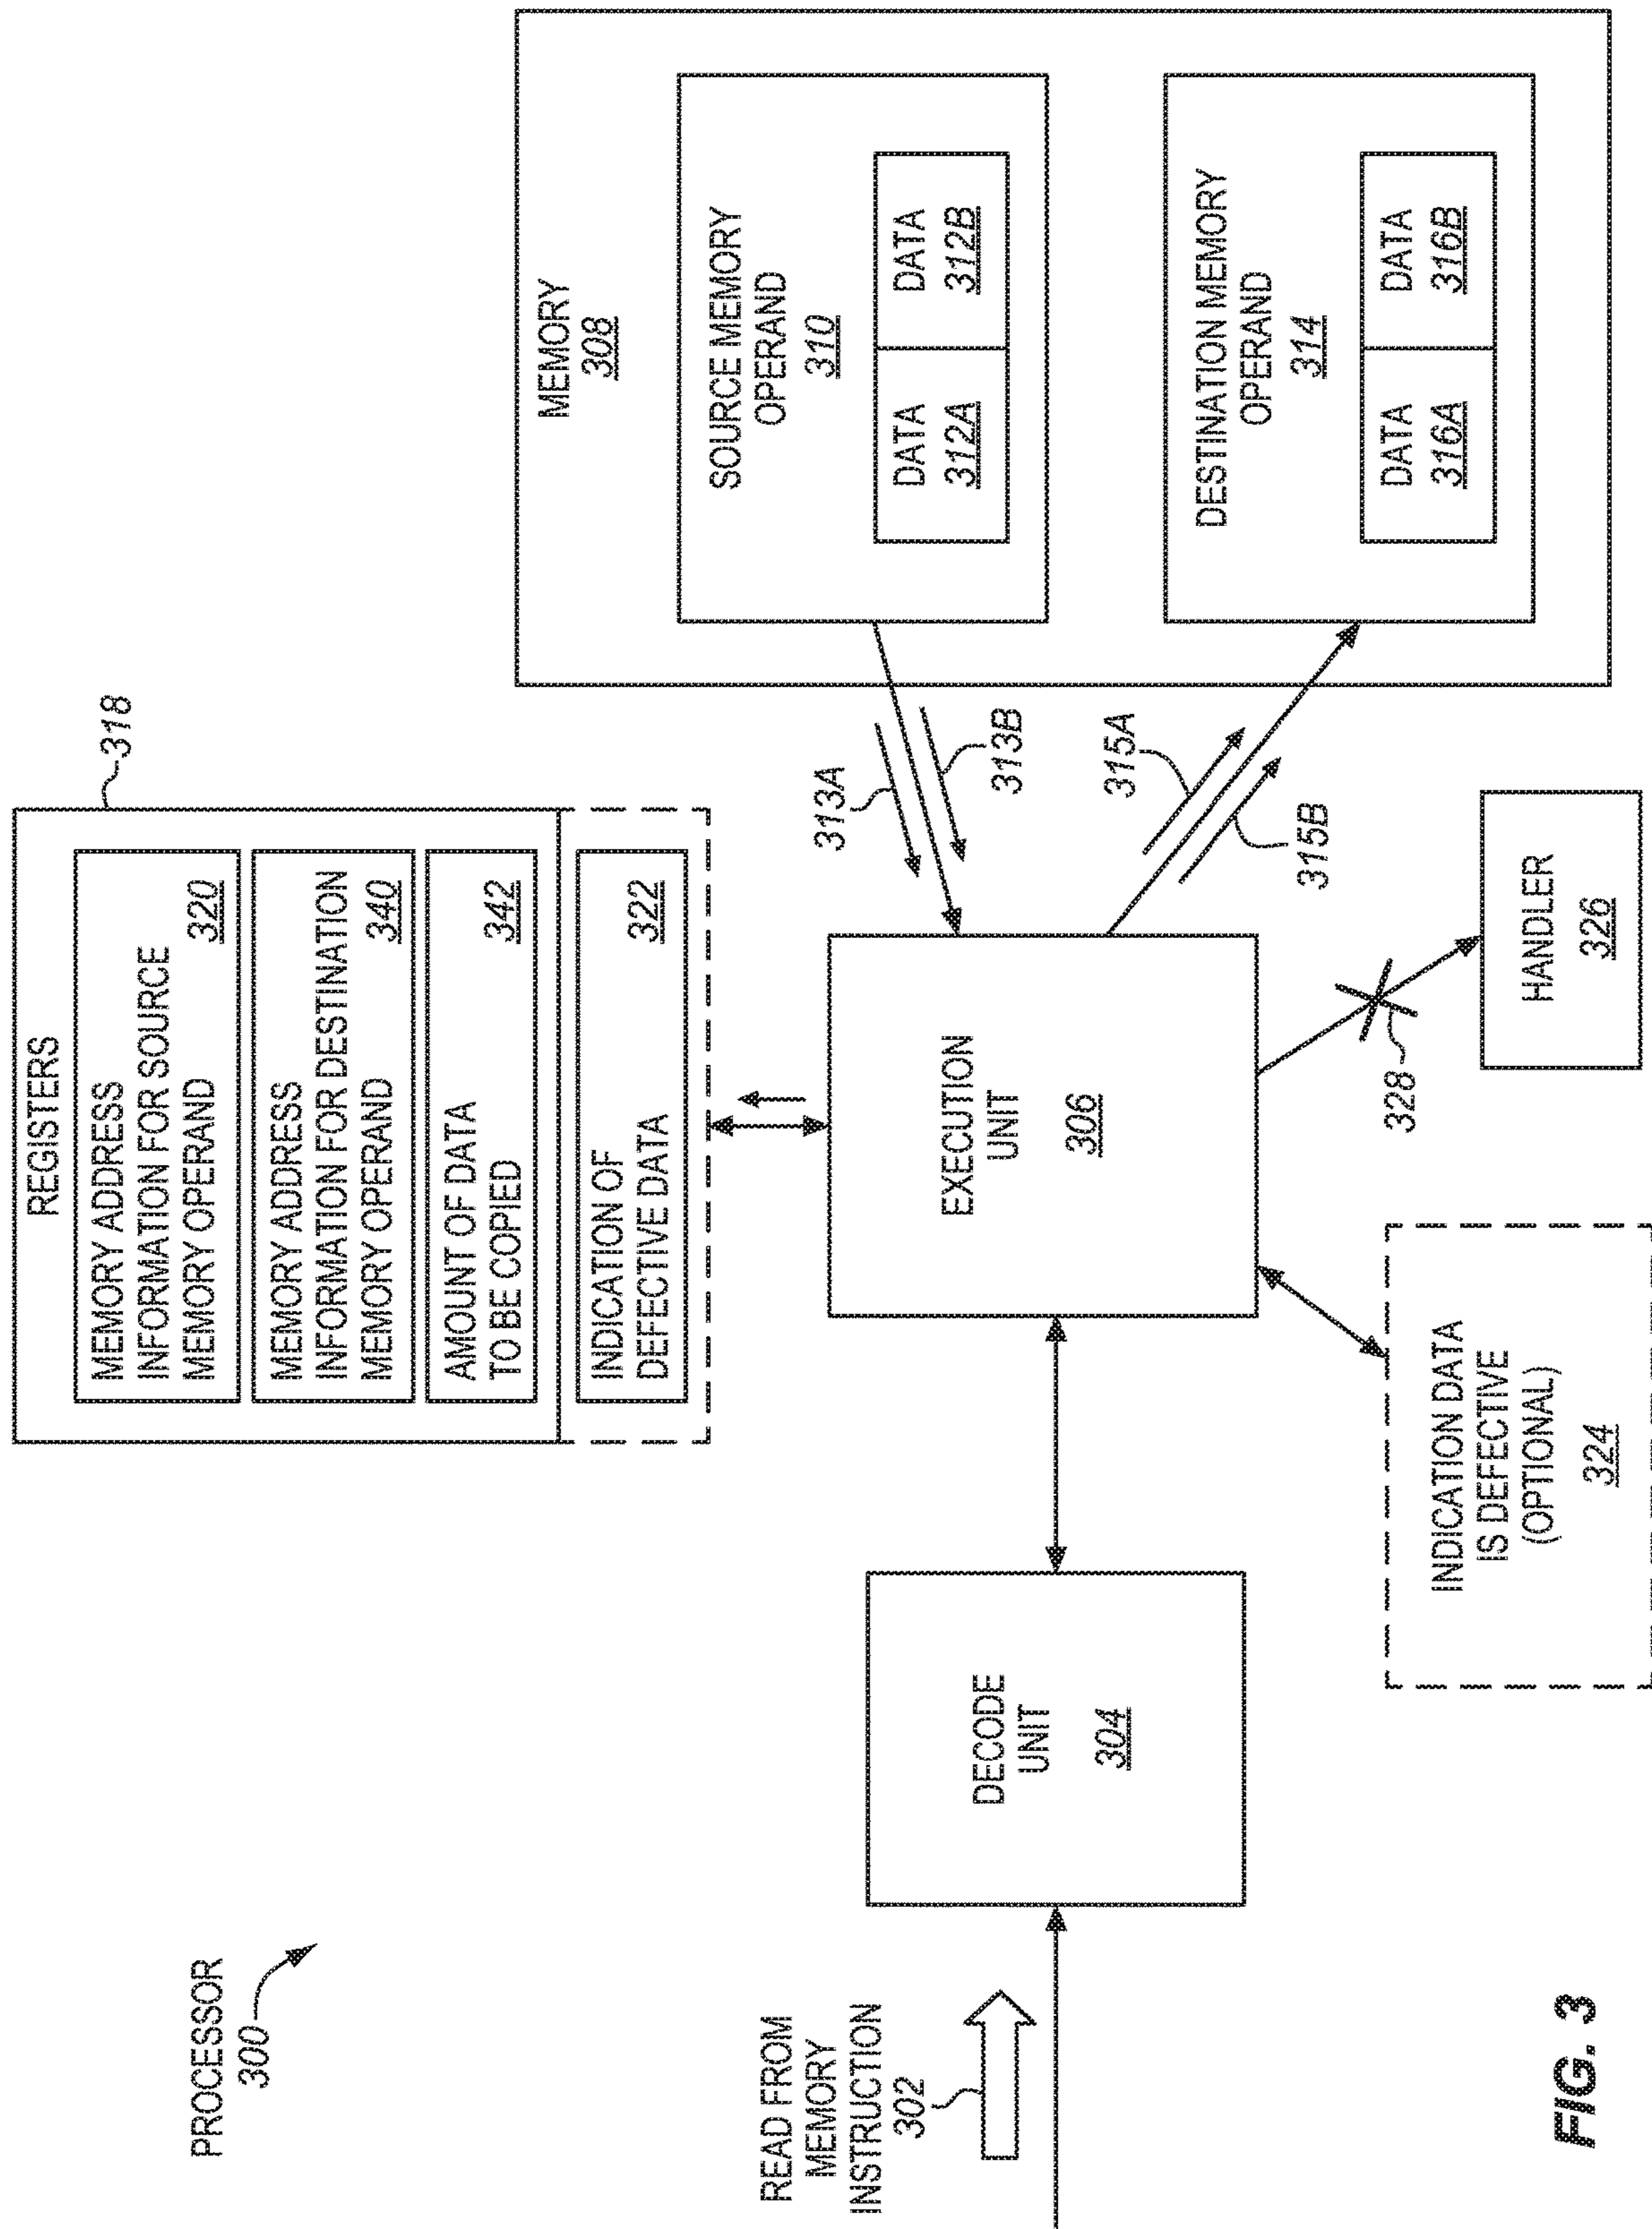 PROCESSOR
300
READ FROM
MEMORY
INSTRUCTION
302
DECODE
UNIT
304
REGISTERS
318
MEMORY ADDRESS
INFORMATION FOR SOURCE
MEMORY OPERAND
320
MEMORY ADDRESS
INFORMATION FOR DESTINATION
MEMORY OPERAND
340
AMOUNT OF DATA
TO BE COPIED
342
INDICATION OF
DEFECTIVE DATA
322
EXECUTION
UNIT
306
INDICATION DATA
IS DEFECTIVE
(OPTIONAL)
324
328
HANDLER
326
313A
313B
315A
315B
MEMORY
308
SOURCE MEMORY
OPERAND
310
DATA
312A
DATA
312B
DESTINATION MEMORY
OPERAND
314
DATA
316A
DATA
316B
FIG. 3